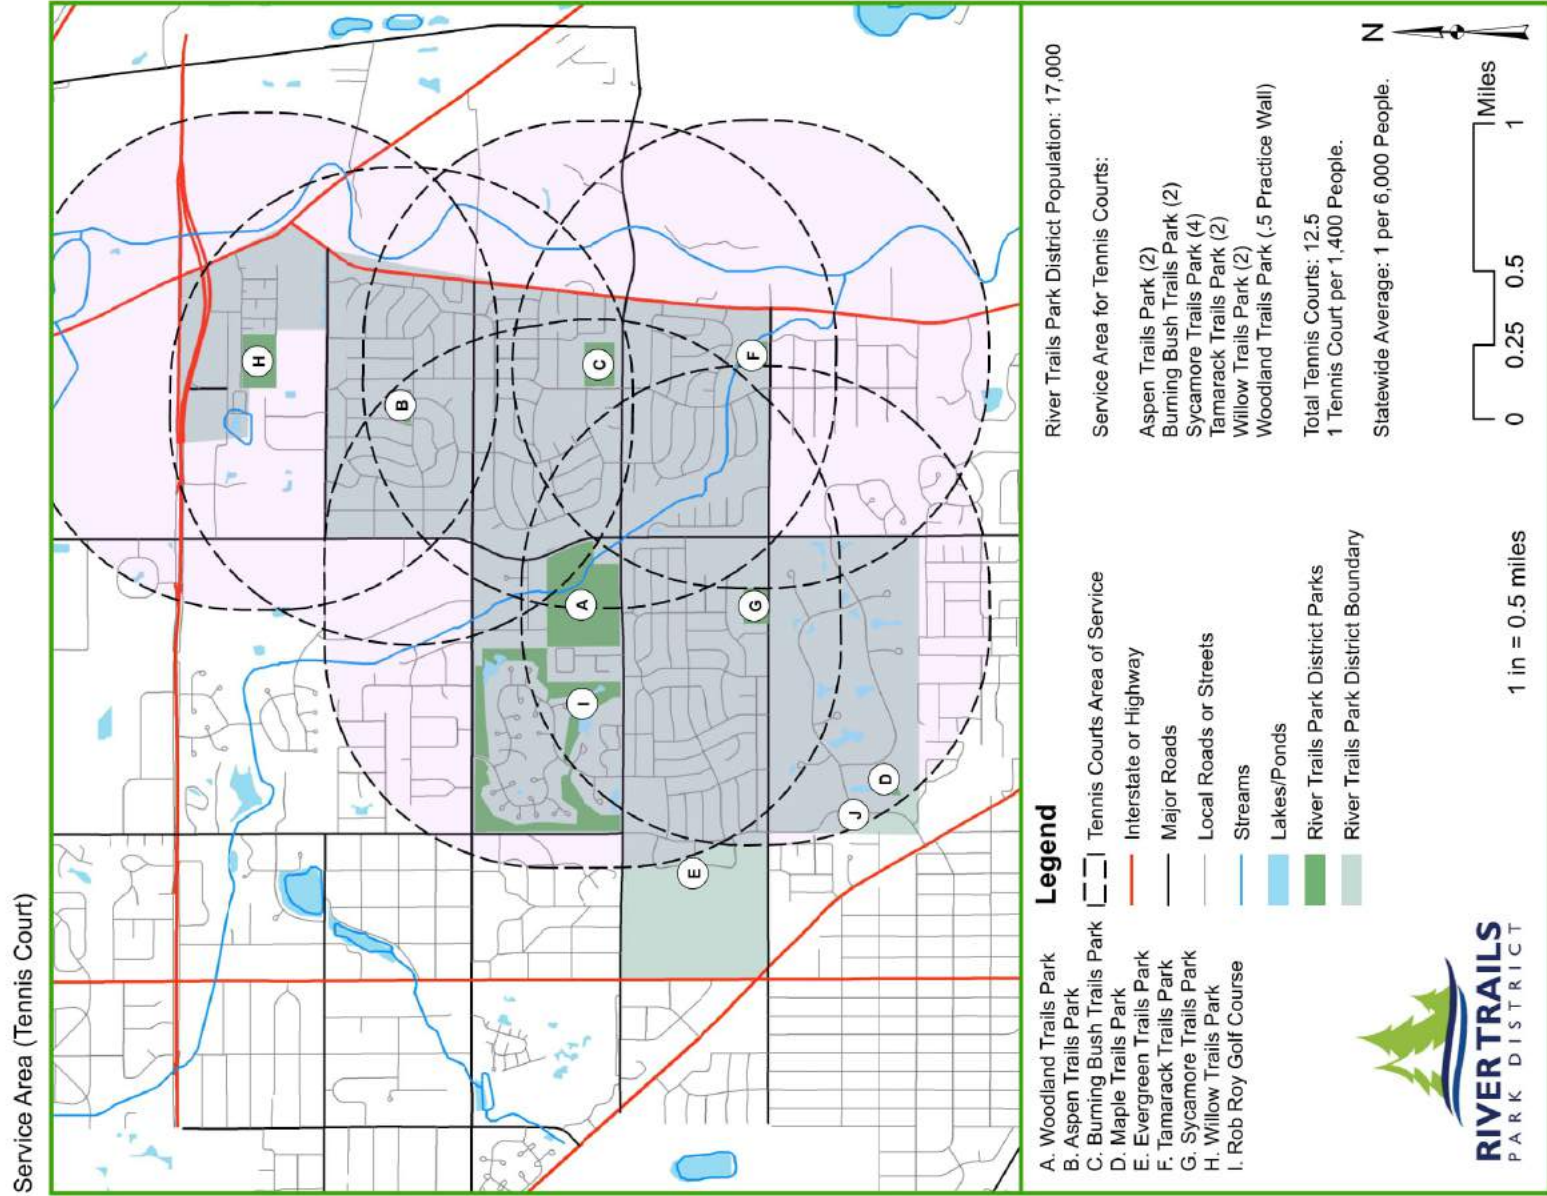 Service Area (Tennis Court)
H
B
C
F
A
I
G
D
J
E
Legend
A. Woodland Trails Park
B. Aspen Trails Park
C. Burning Bush Trails Park
D. Maple Trails Park
E. Evergreen Trails Park
F. Tamarack Trails Park
G. Sycamore Trails Park
H. Willow Trails Park
I. Rob Roy Golf Course
Tennis Courts Area of Service
Interstate or Highway
Major Roads
Local Roads or Streets
Streams
Lakes/Ponds
River Trails Park District Parks
River Trails Park District Boundary
River Trails Park District Population: 17,000
Service Area for Tennis Courts:
Aspen Trails Park (2)
Burning Bush Trails Park (2)
Sycamore Trails Park (4)
Tamarack Trails Park (2)
Willow Trails Park (2)
Woodland Trails Park (.5 Practice Wall)
Total Tennis Courts: 12.5
1 Tennis Court per 1,400 People.
Statewide Average: 1 per 6,000 People.
N
RIVER TRAILS
PARK DISTRICT
1 in = 0.5 miles
0 0.25 0.5 1
Miles